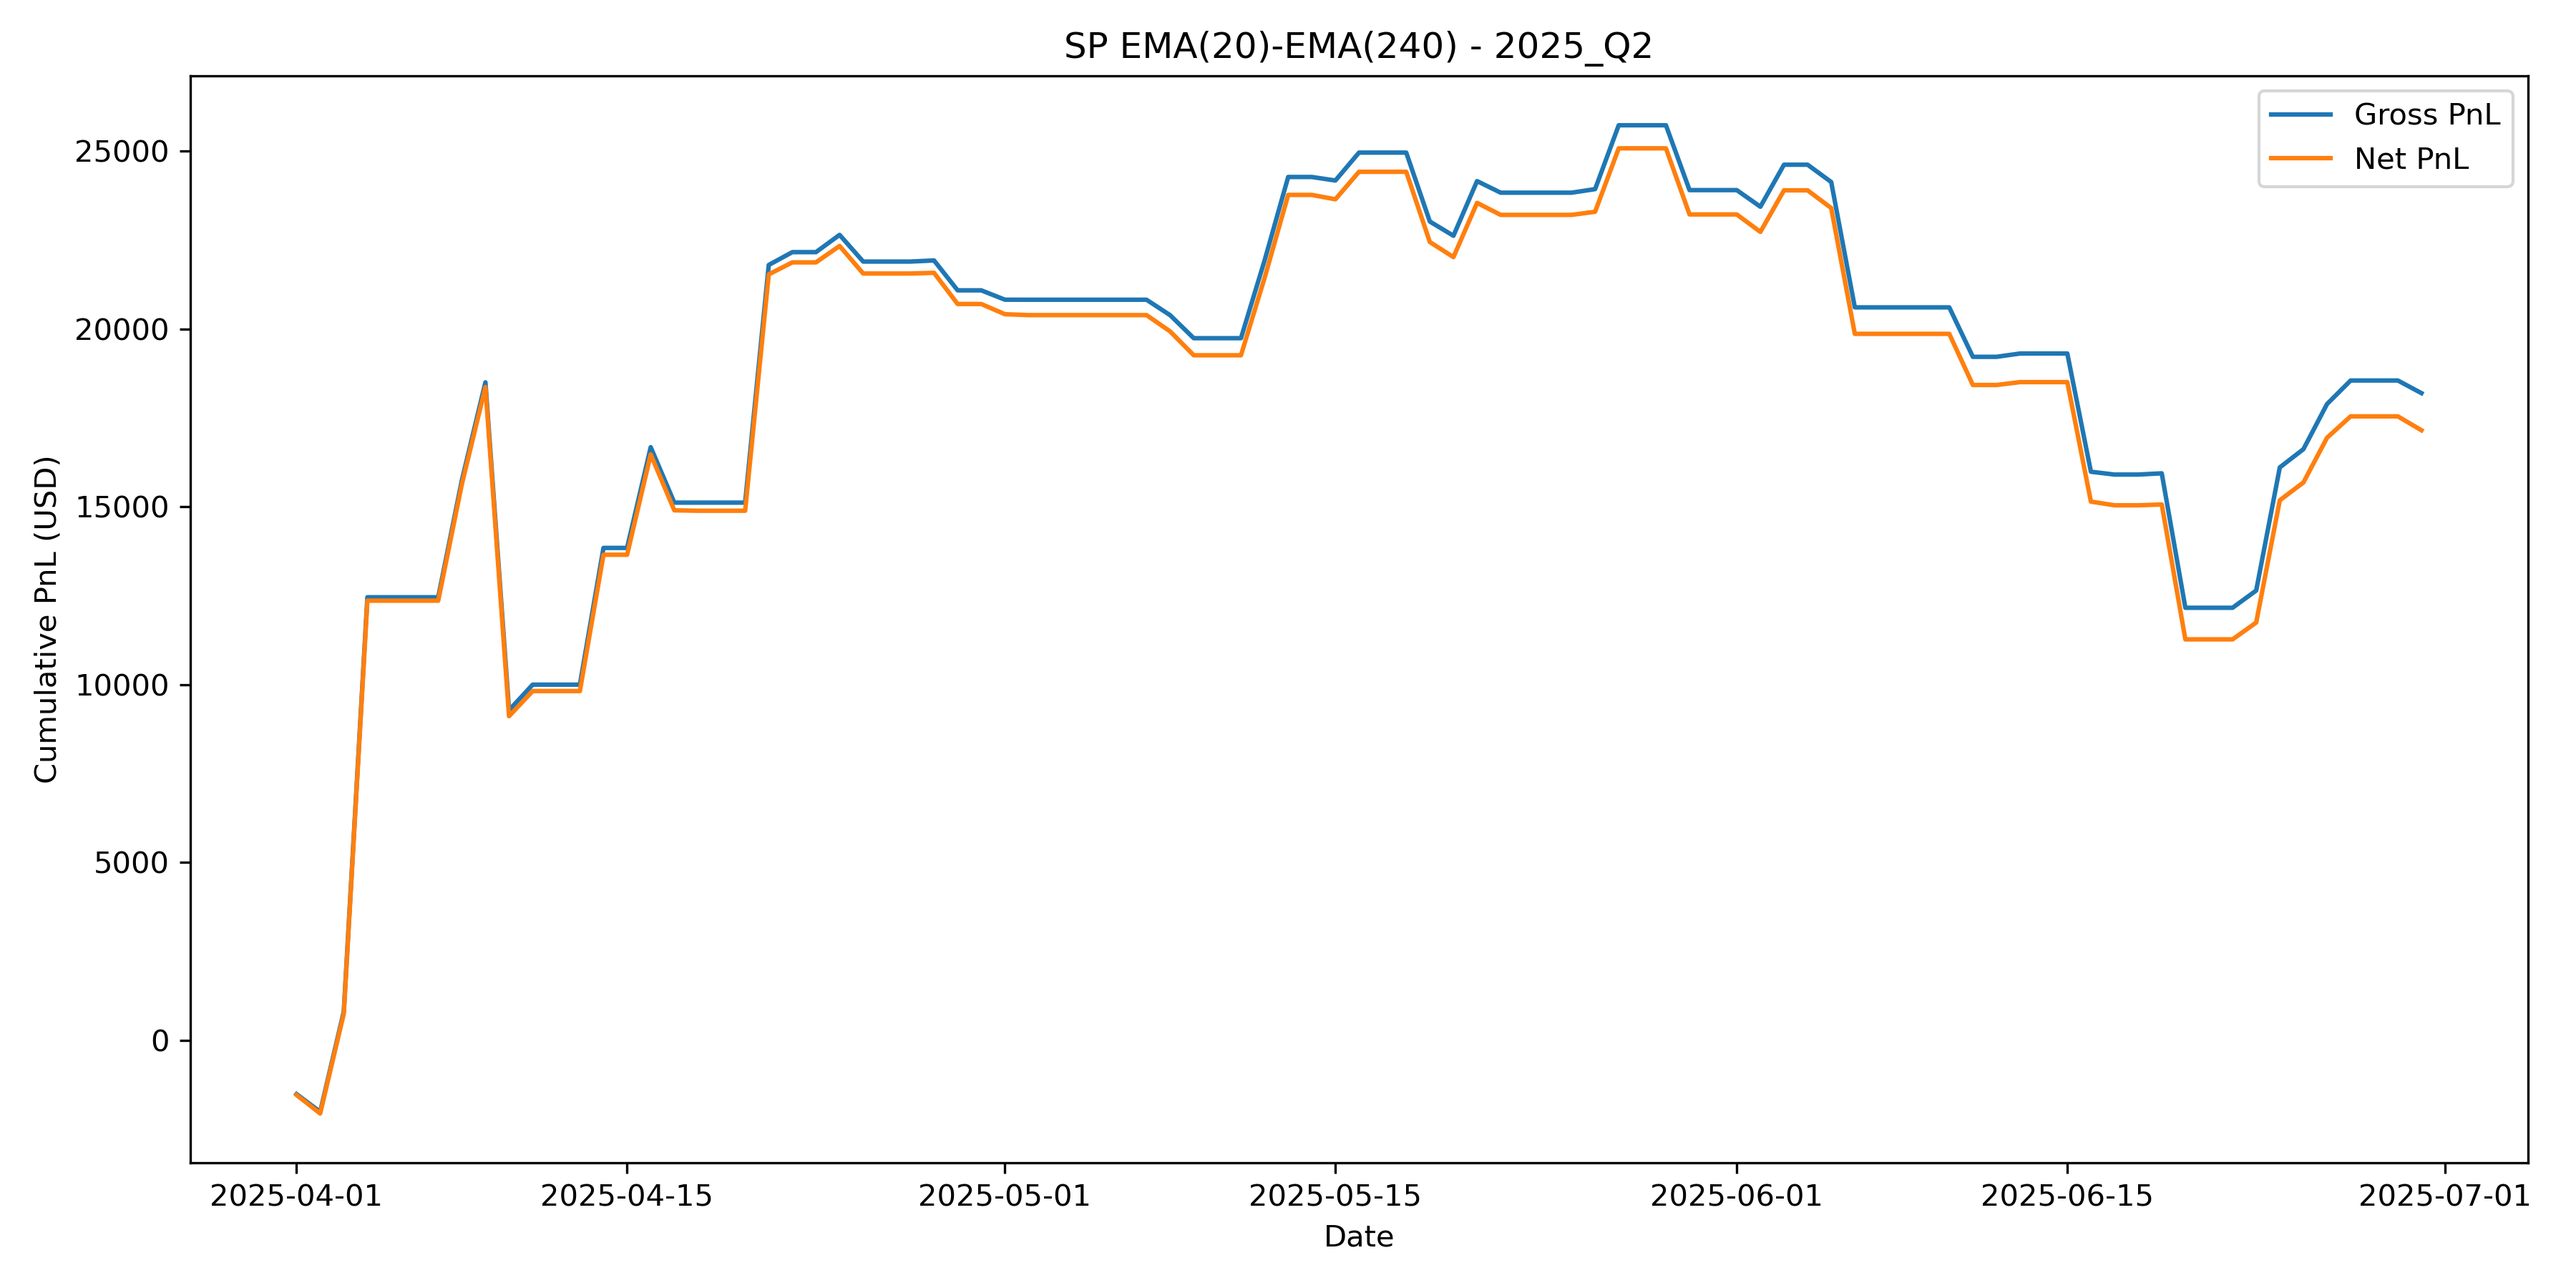 SP EMA(20)-EMA(240) - 2025_Q2
Gross PnL
Net PnL
Cumulative PnL (USD)
25000
20000
15000
10000
5000
0
2025-04-01
2025-04-15
2025-05-01
2025-05-15
2025-06-01
2025-06-15
2025-07-01
Date